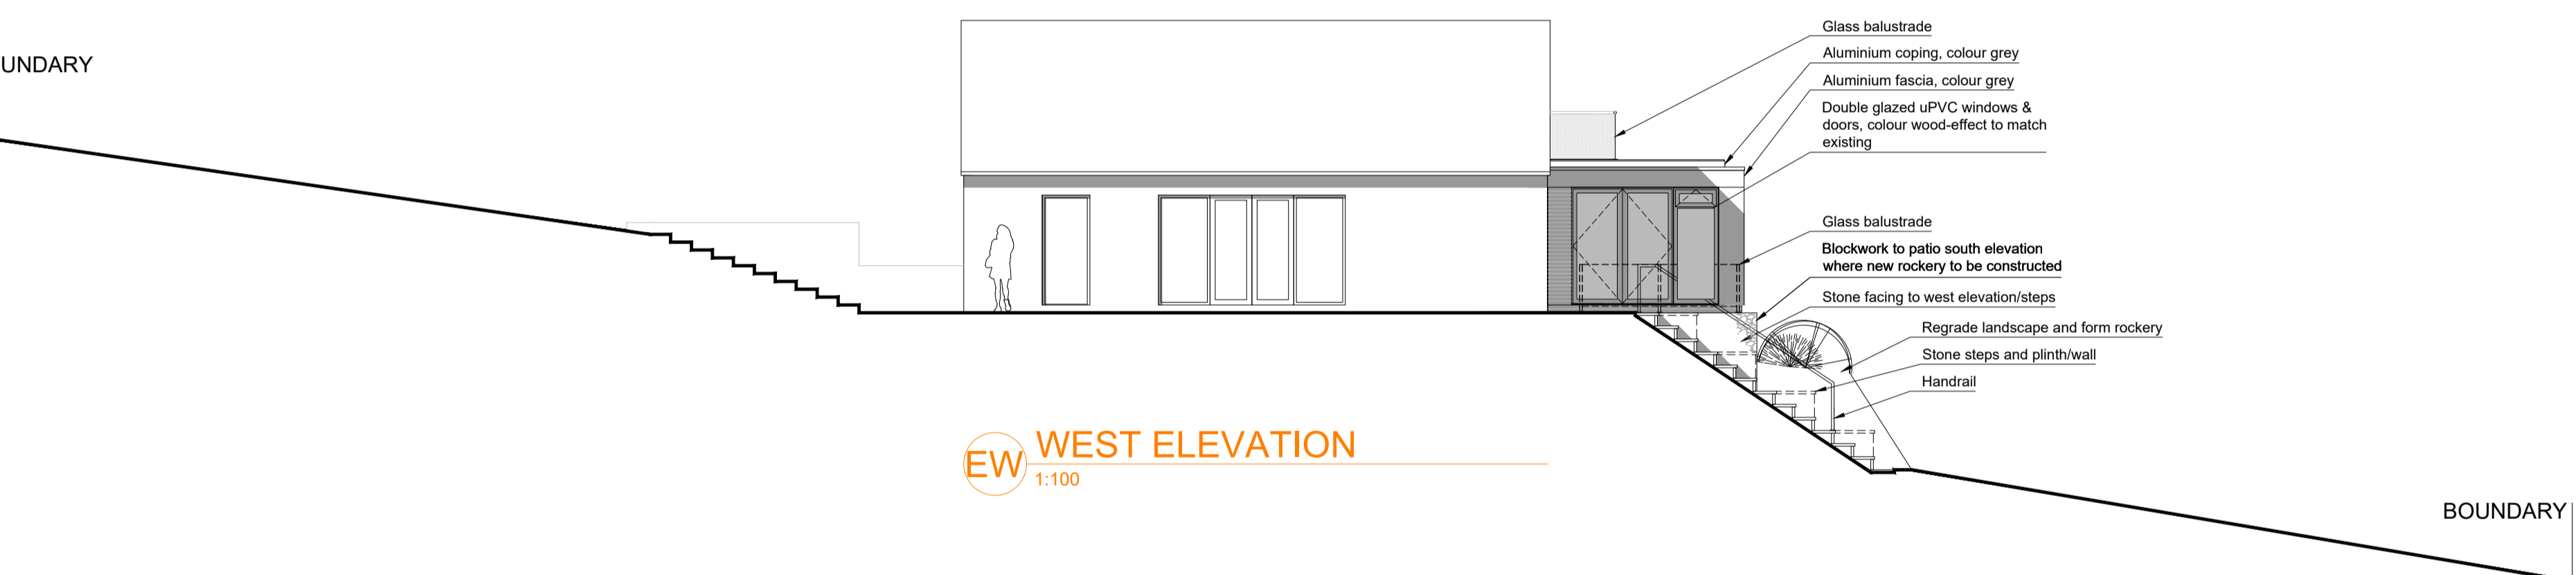 UNDARY
Glass balustrade
Aluminium coping, colour grey
Aluminium fascia, colour grey
Double glazed uPVC windows &
doors, colour wood-effect to match
existing
Glass balustrade
Blockwork to patio south elevation
where new rockery to be constructed
Stone facing to west elevation/steps
Regrade landscape and form rockery
Stone steps and plinth/wall
Handrail
EW WEST ELEVATION
1:100
BOUNDARY